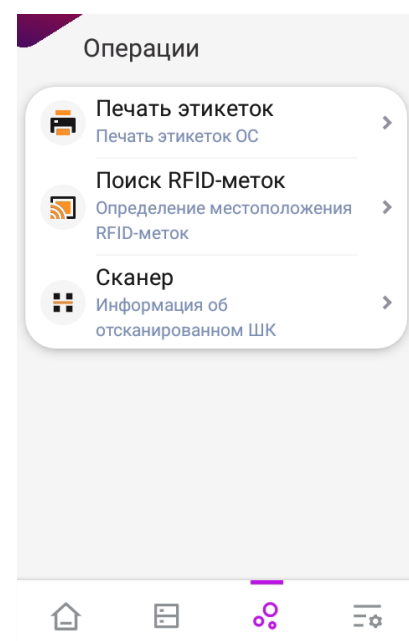 Операции
Печать этикеток
Печать этикеток ОС
Поиск RFID-меток
Определение местоположения
RFID-меток
Сканер
Информация об
отсканированном ШК